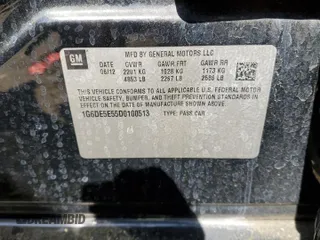 GM
MFD BY GENERAL MOTORS LLC
DATE GVWR GAWR FRT GAWR RR
08/12 2201 KG 1028 KG 1173 KG
4853 LB 2267 LB 2586 LB
THIS VEHICLE CONFORMS TO ALL APPLICABLE U.S. FEDERAL MOTOR
VEHICLE SAFETY, BUMPER, AND THEFT PREVENTION STANDARDS
IN EFFECT ON THE DATE OF MANUFACTURE SHOWN ABOVE.
1G6DE5E55D0100513 TYPE: PASS CAR
DREAMBID